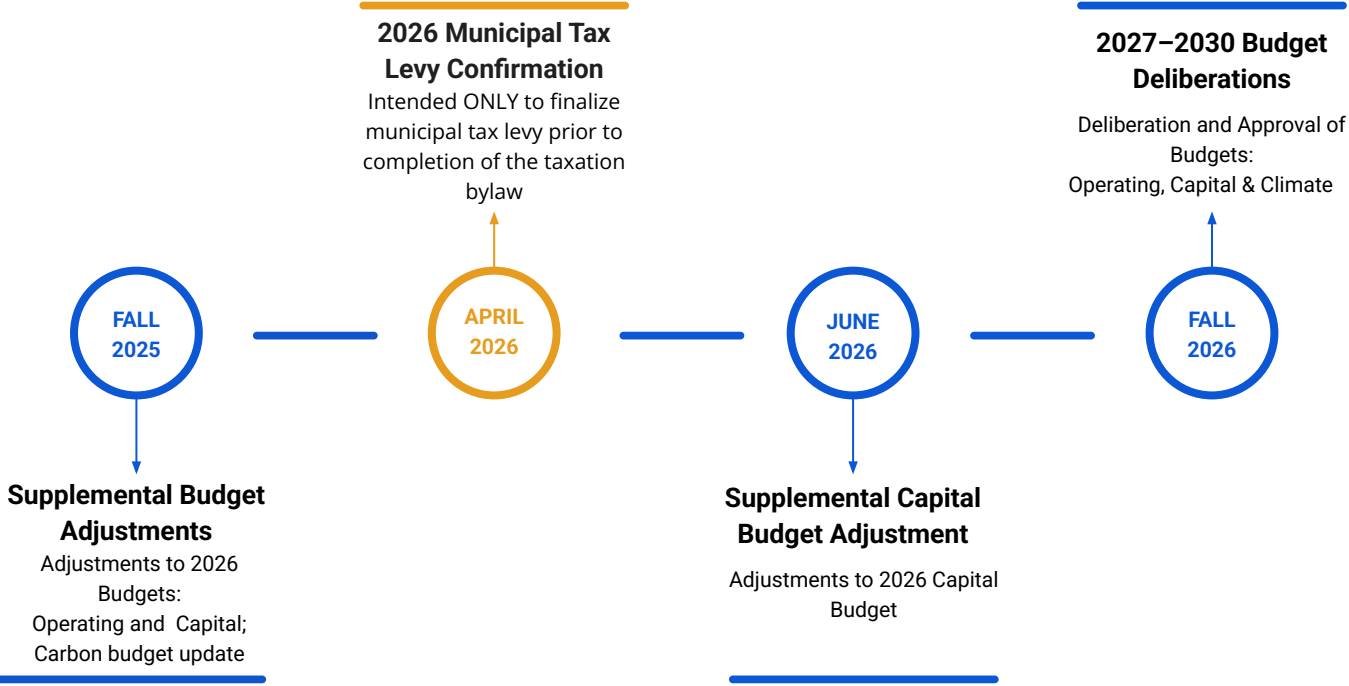 FALL
2025
Supplemental Budget
Adjustments
Adjustments to 2026
Budgets:
Operating and  Capital;
Carbon budget update
2026 Municipal Tax
Levy Confirmation
Intended ONLY to finalize
municipal tax levy prior to
completion of the taxation
bylaw
APRIL
2026
JUNE
2026
Supplemental Capital
Budget Adjustment
Adjustments to 2026 Capital
Budget
2027–2030 Budget
Deliberations
Deliberation and Approval of
Budgets:
Operating, Capital & Climate
FALL
2026